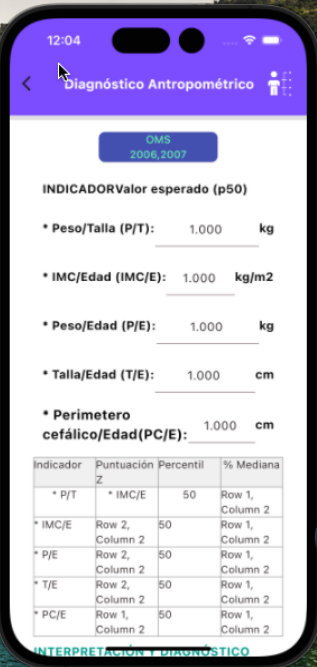 12:04
Diagnóstico Antropométrico
OMS
2006,2007
INDICADORValor esperado (p50)
* Peso/Talla (P/T): 1.000 kg
* IMC/Edad (IMC/E): 1.000 kg/m2
* Peso/Edad (P/E): 1.000 kg
* Talla/Edad (T/E): 1.000 cm
* Perimetro
cefálico/Edad(PC/E): 1.000 cm
Indicador Puntuación Percentil % Mediana
Z
* P/T * IMC/E 50 Row 1,
Column 2
* IMC/E Row 2, 50 Row 1,
Column 2 Column 2
* P/E Row 2, 50 Row 1,
Column 2 Column 2
* T/E Row 2, 50 Row 1,
Column 2 Column 2
* PC/E Row 1, 50 Row 1,
Column 2 Column 2
INTERPRETACIÓN Y DIAGNÓSTICO